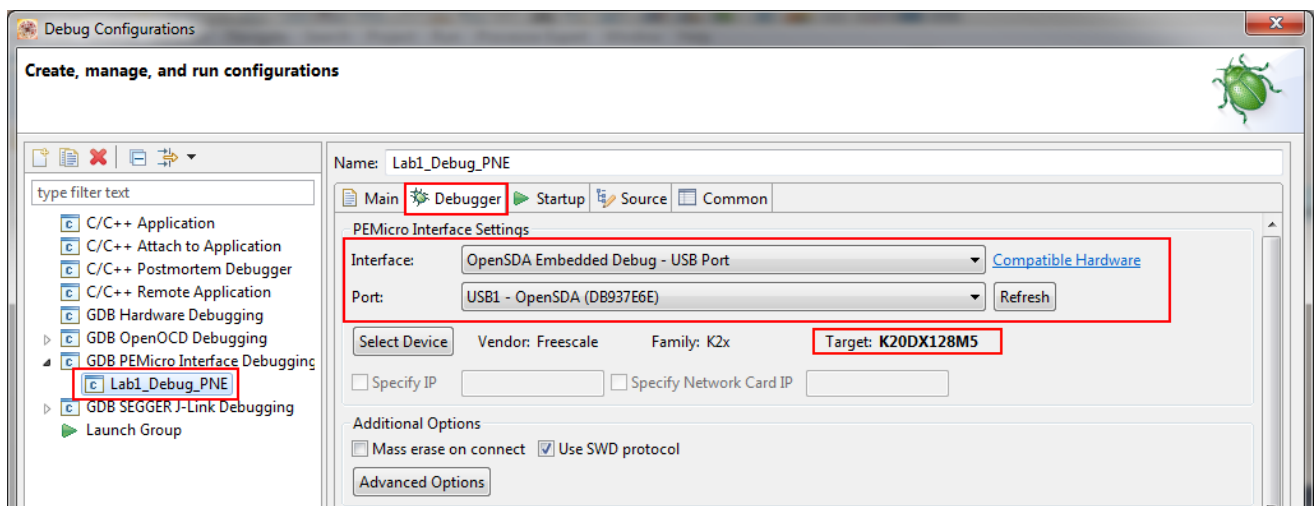 Debug Configurations
Create, manage, and run configurations
type filter text
C/C++ Application
C/C++ Attach to Application
C/C++ Postmortem Debugger
C/C++ Remote Application
GDB Hardware Debugging
GDB OpenOCD Debugging
GDB PEMicro Interface Debugging
Lab1_Debug_PNE
GDB SEGGER J-Link Debugging
Launch Group
Name: Lab1_Debug_PNE
Main Debugger Startup Source Common
PEMicro Interface Settings
Interface: OpenSDA Embedded Debug - USB Port Compatible Hardware
Port: USB1 - OpenSDA (DB937E6E) Refresh
Select Device Vendor: Freescale Family: K2x Target: K20DX128M5
Specify IP Specify Network Card IP
Additional Options
Mass erase on connect Use SWD protocol
Advanced Options